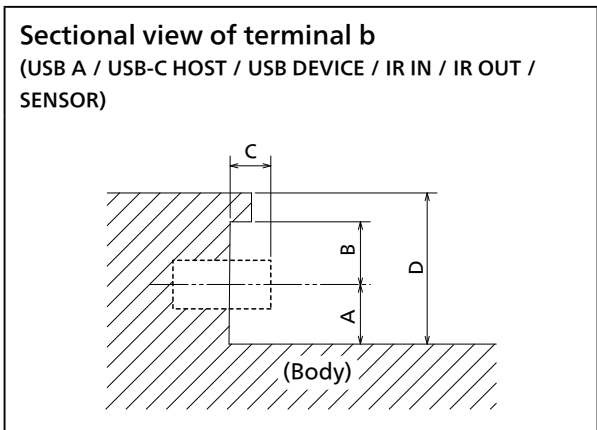 Sectional view of terminal b
(USB A / USB-C HOST / USB DEVICE / IR IN / IR OUT /
SENSOR)
C
B
D
A
(Body)